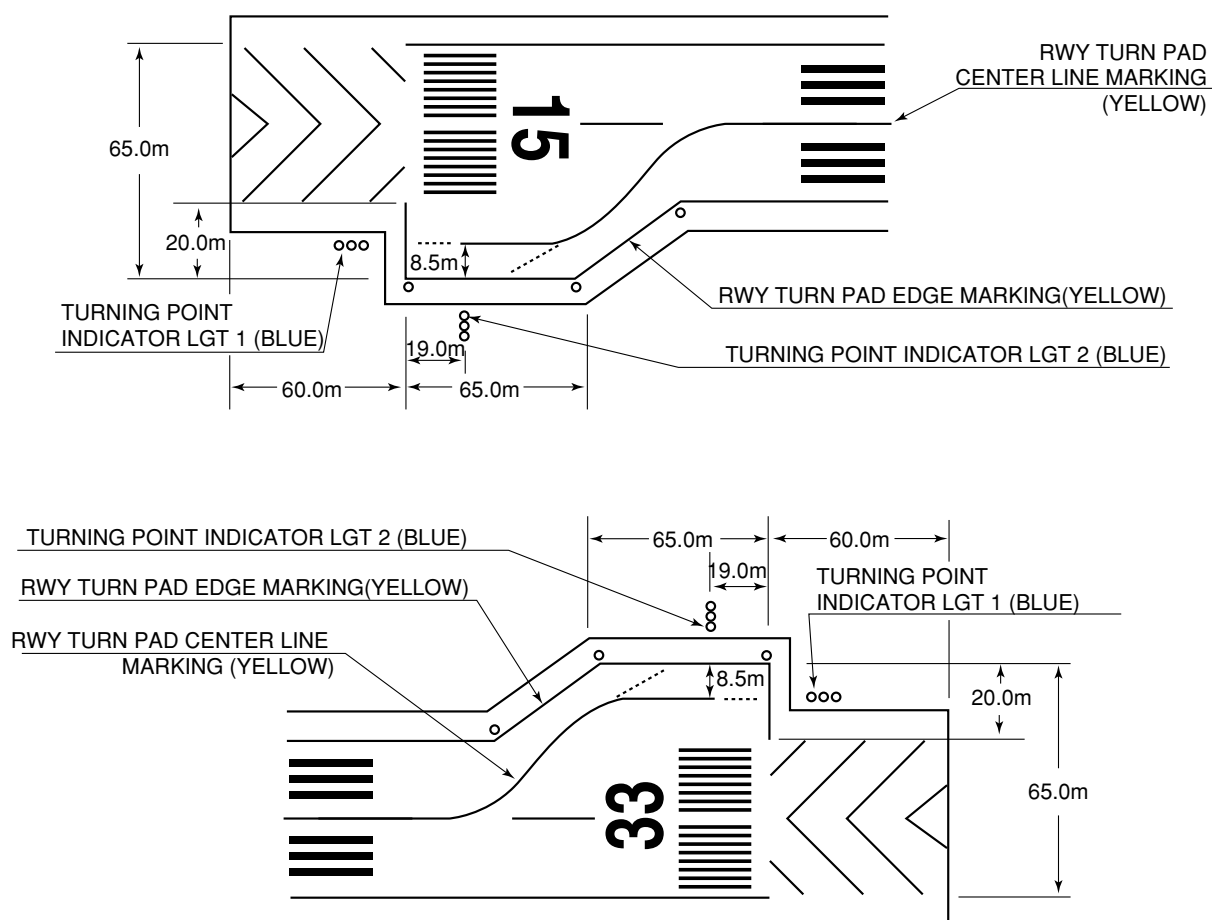 RWY TURN PAD
CENTER LINE MARKING
(YELLOW)
15
65.0m
20.0m
8.5m
TURNING POINT
INDICATOR LGT 1 (BLUE)
RWY TURN PAD EDGE MARKING(YELLOW)
19.0m
TURNING POINT INDICATOR LGT 2 (BLUE)
60.0m
65.0m
TURNING POINT INDICATOR LGT 2 (BLUE)
65.0m
60.0m
19.0m
TURNING POINT
INDICATOR LGT 1 (BLUE)
RWY TURN PAD EDGE MARKING(YELLOW)
RWY TURN PAD CENTER LINE
MARKING (YELLOW)
8.5m
20.0m
65.0m
33